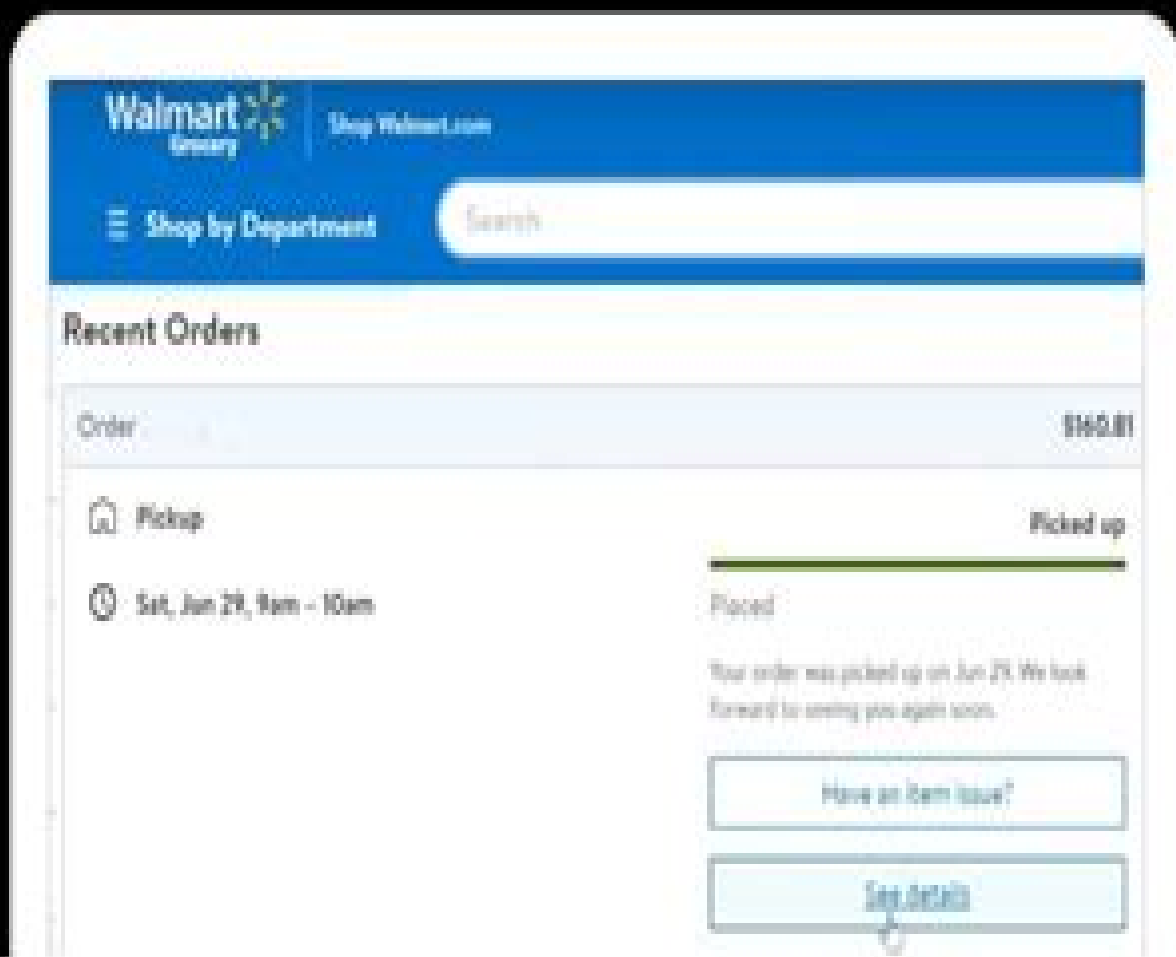 Walmart
Grocery
Shop Walmart.com
Shop by Department
Search
Recent Orders
Order
$160.81
Pickup
Picked up
Sat, Jun 29, 9am - 10am
Placed
Your order was picked up on Jun 29. We look
forward to seeing you again soon.
Have an item issue?
See details